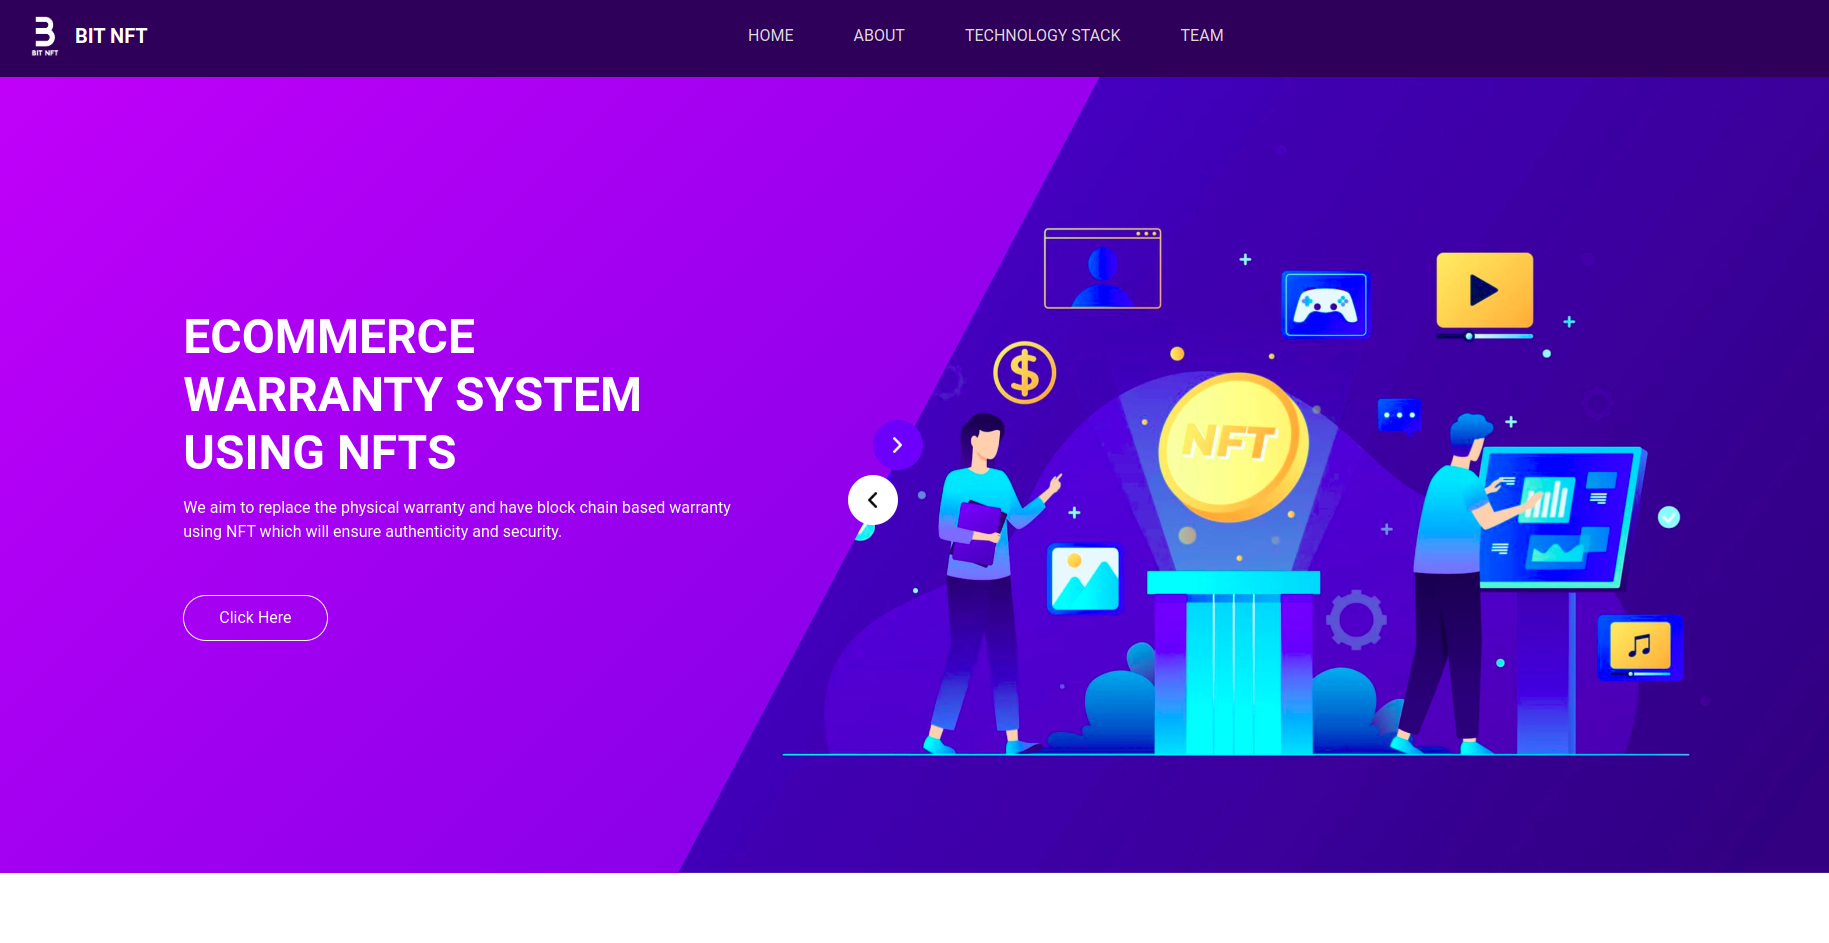 BIT NFT
BIT NFT
HOME
ABOUT
TECHNOLOGY STACK
TEAM
ECOMMERCE
WARRANTY SYSTEM
USING NFTS
We aim to replace the physical warranty and have block chain based warranty
using NFT which will ensure authenticity and security.
Click Here
$
NFT